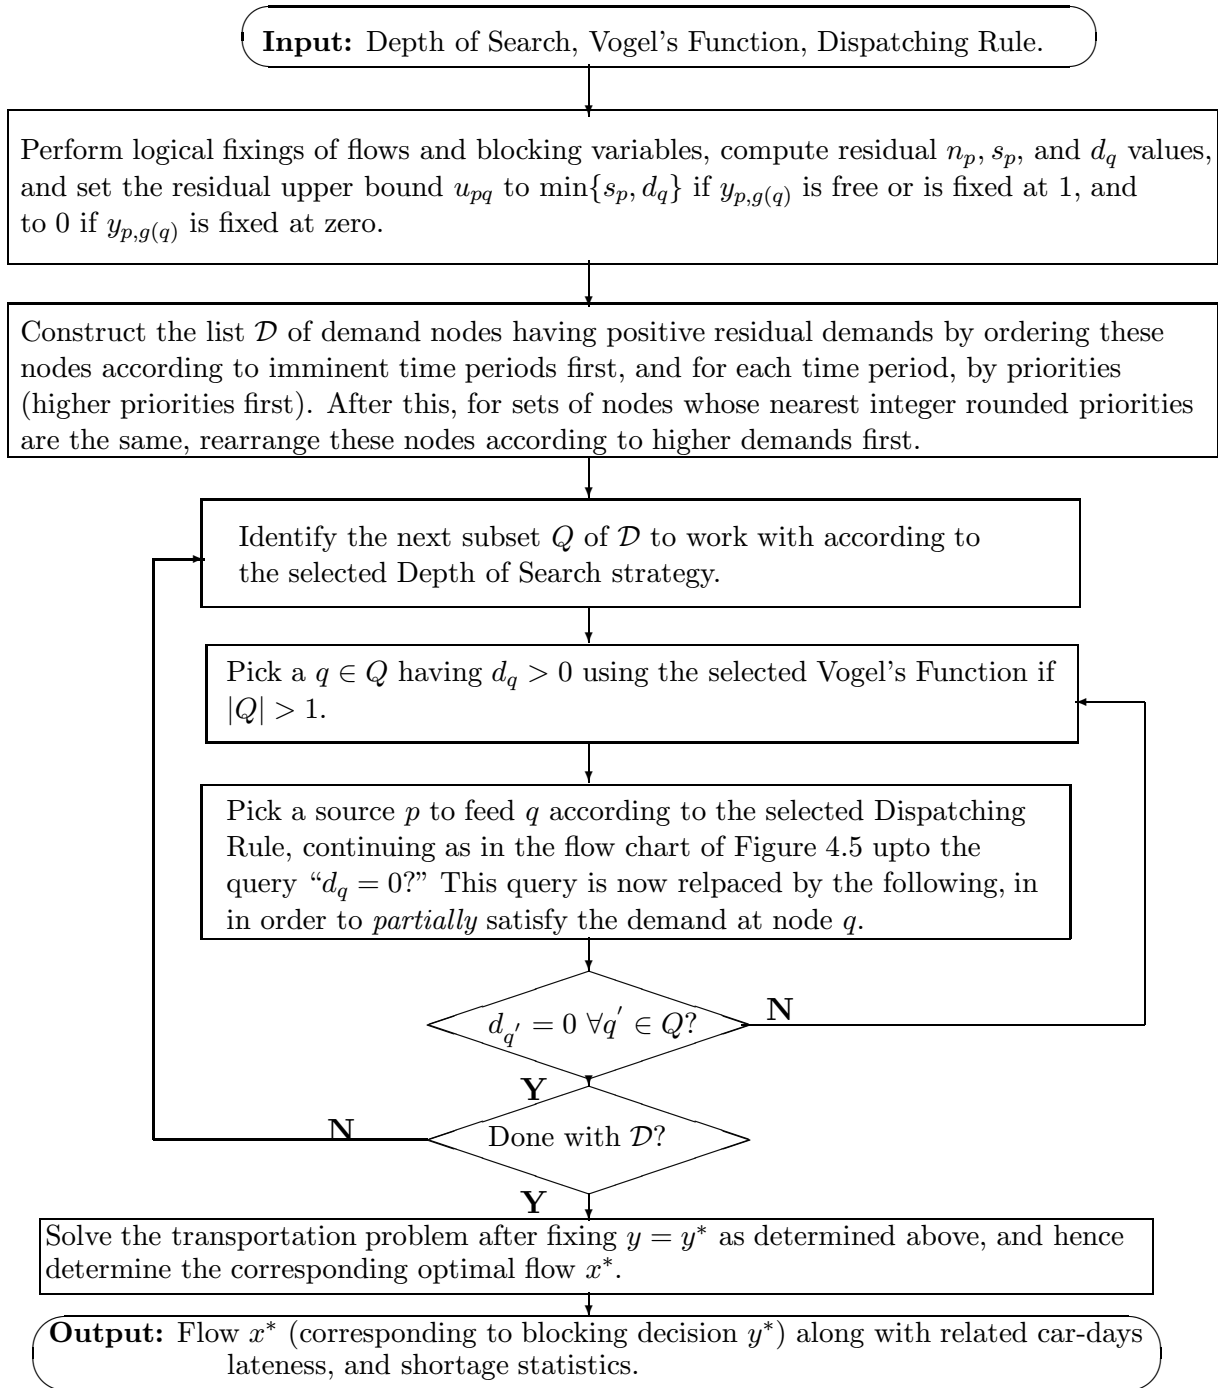 Input: Depth of Search, Vogel's Function, Dispatching Rule.
Perform logical fixings of flows and blocking variables, compute residual n_p, s_p, and d_q values,
and set the residual upper bound u_{pq} to min{s_p, d_q} if y_{p,g(q)} is free or is fixed at 1, and
to 0 if y_{p,g(q)} is fixed at zero.
Construct the list 𝒟 of demand nodes having positive residual demands by ordering these
nodes according to imminent time periods first, and for each time period, by priorities
(higher priorities first). After this, for sets of nodes whose nearest integer rounded priorities
are the same, rearrange these nodes according to higher demands first.
Identify the next subset Q of 𝒟 to work with according to
the selected Depth of Search strategy.
Pick a q ∈ Q having d_q > 0 using the selected Vogel's Function if
|Q| > 1.
Pick a source p to feed q according to the selected Dispatching
Rule, continuing as in the flow chart of Figure 4.5 upto the
query “d_q = 0?” This query is now relpaced by the following, in
in order to partially satisfy the demand at node q.
d_{q'} = 0 ∀q' ∈ Q?
N
Y
Done with 𝒟?
N
Y
Solve the transportation problem after fixing y = y* as determined above, and hence
determine the corresponding optimal flow x*.
Output: Flow x* (corresponding to blocking decision y*) along with related car-days
lateness, and shortage statistics.